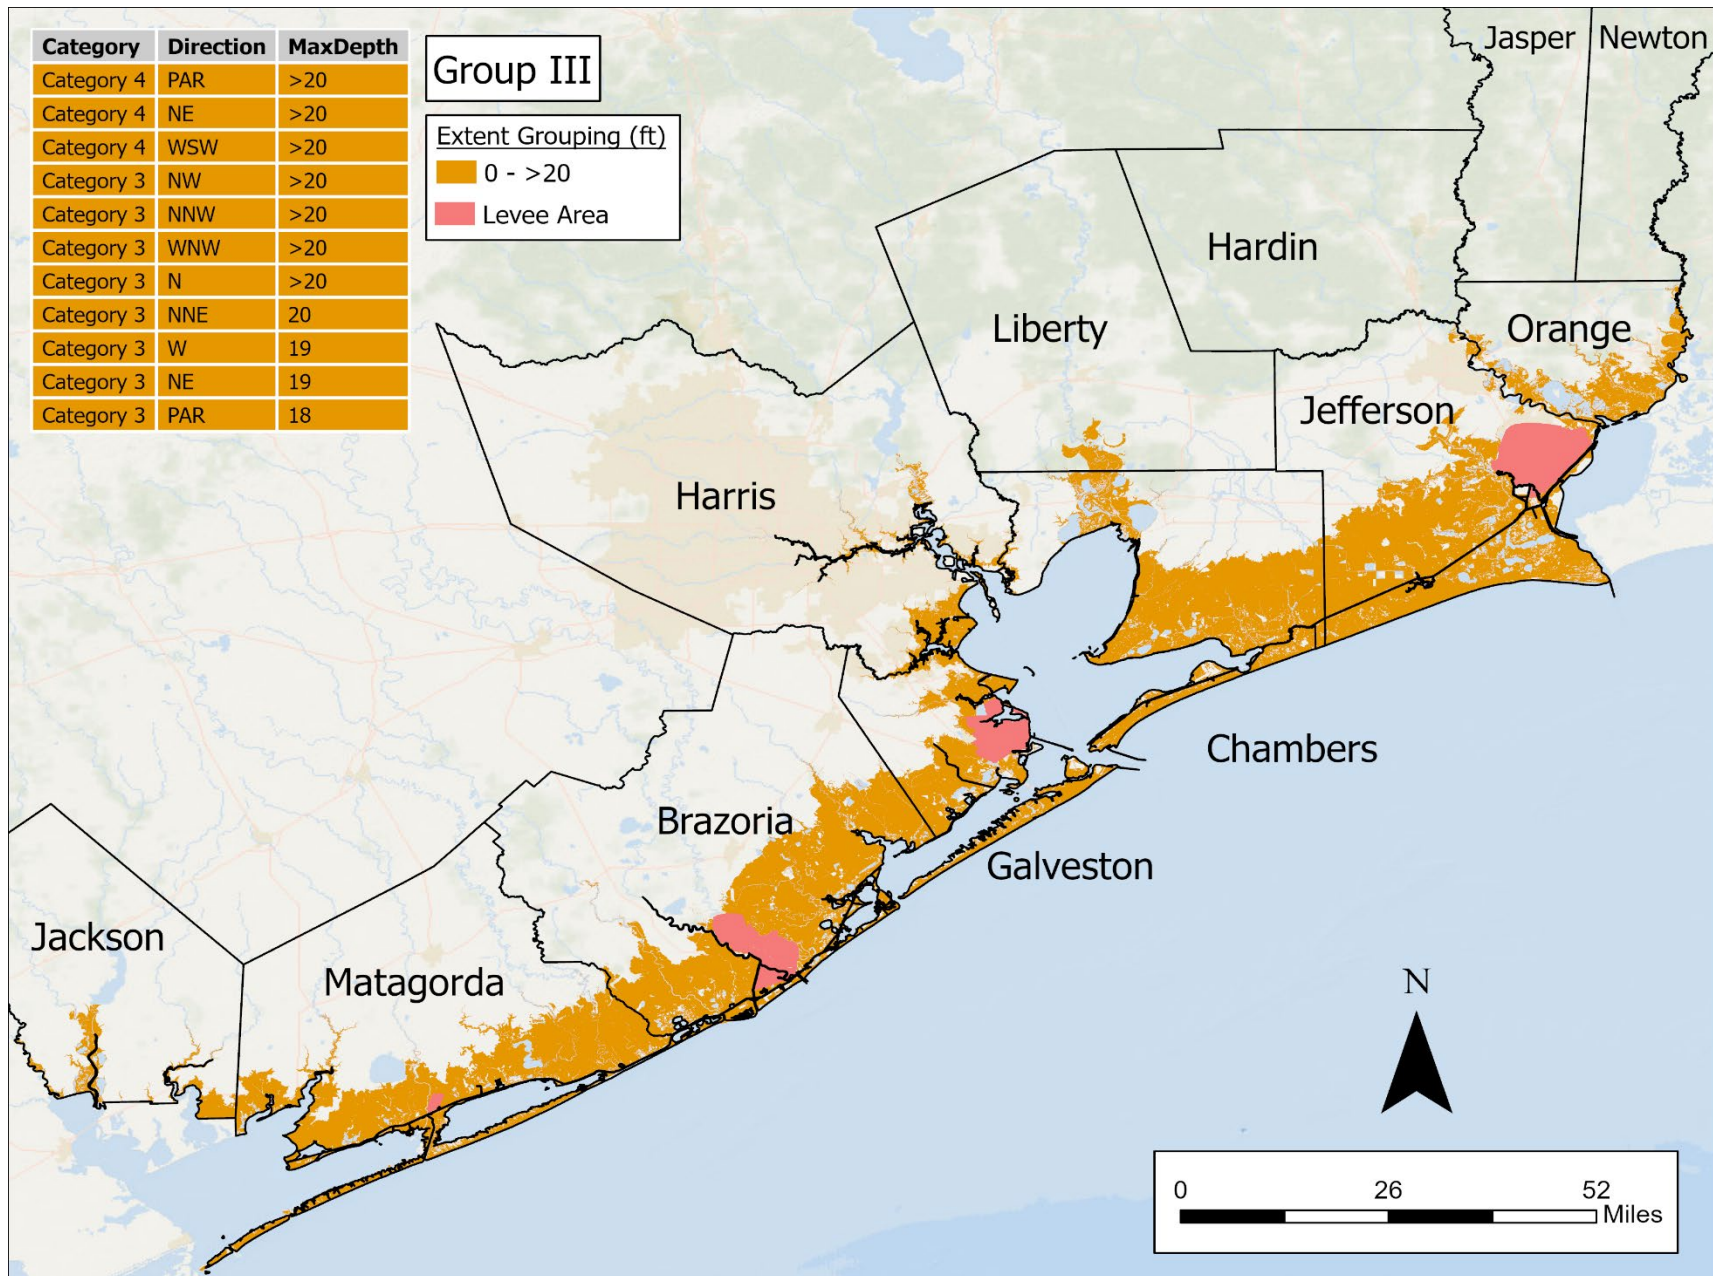 Category Direction MaxDepth
Category 4 PAR >20
Category 4 NE >20
Category 4 WSW >20
Category 3 NW >20
Category 3 NNW >20
Category 3 WNW >20
Category 3 N >20
Category 3 NNE 20
Category 3 W 19
Category 3 NE 19
Category 3 PAR 18
Group III
Extent Grouping (ft)
0 - >20
Levee Area
Jasper
Newton
Hardin
Liberty
Orange
Jefferson
Harris
Chambers
Brazoria
Galveston
Jackson
Matagorda
N
0 26 52
Miles